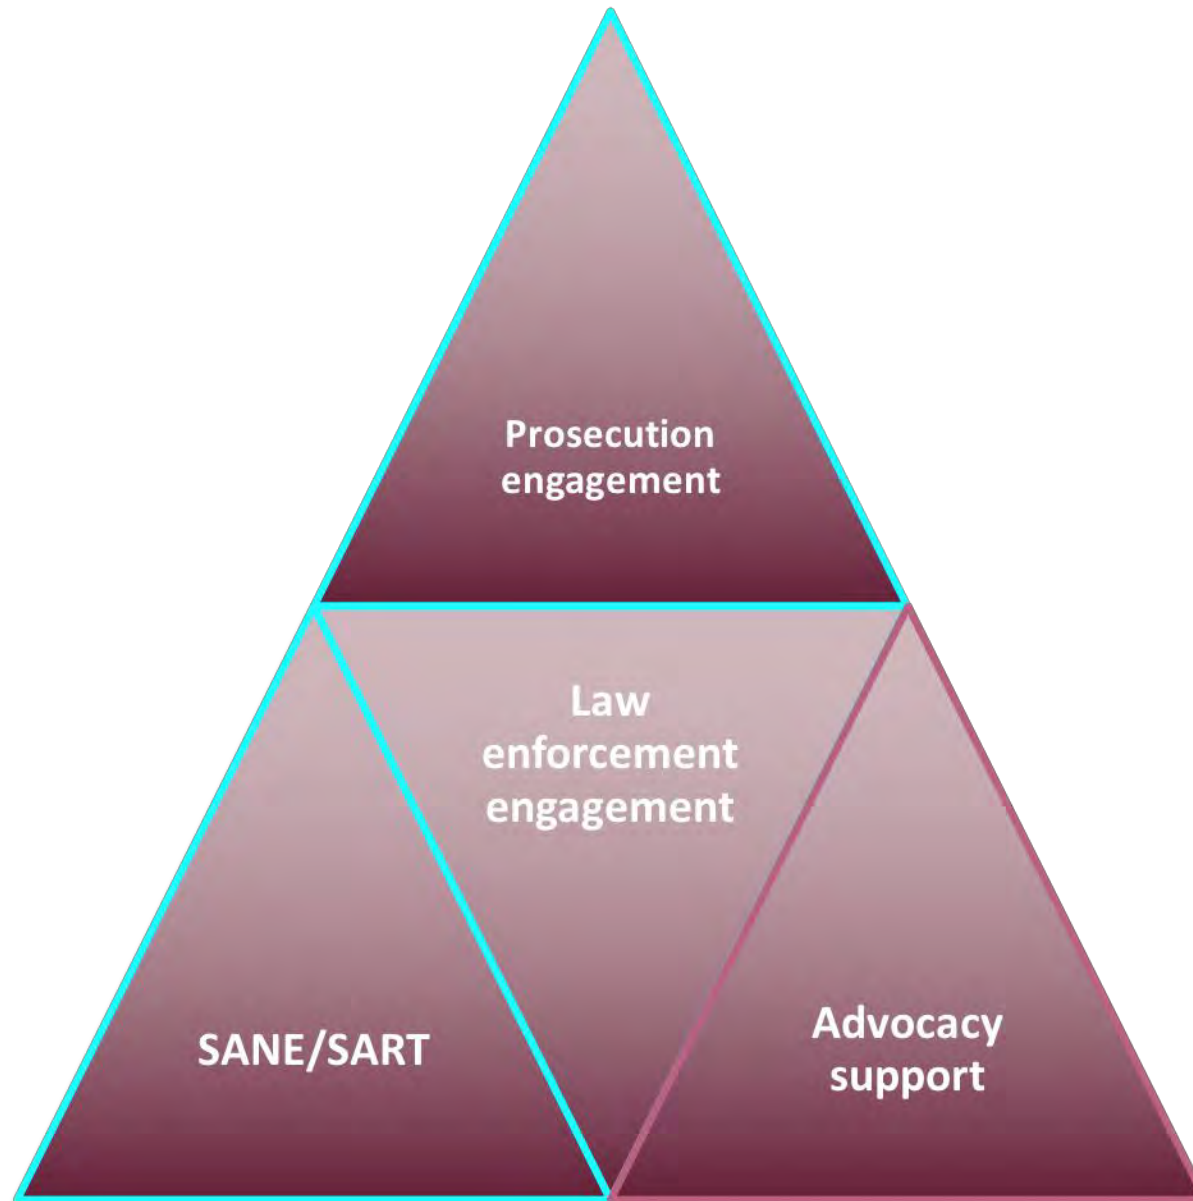 Prosecution
engagement
Law
enforcement
engagement
SANE/SART
Advocacy
support